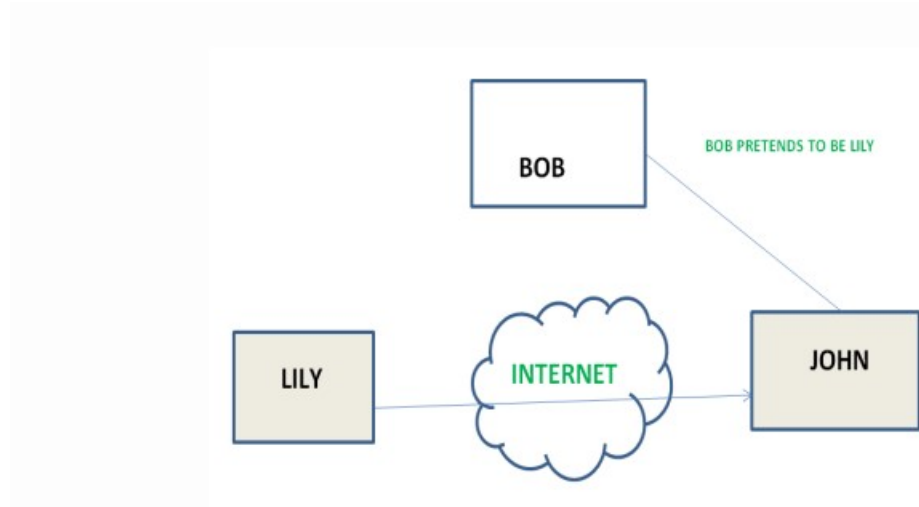 BOB
BOB PRETENDS TO BE LILY
INTERNET
LILY
JOHN